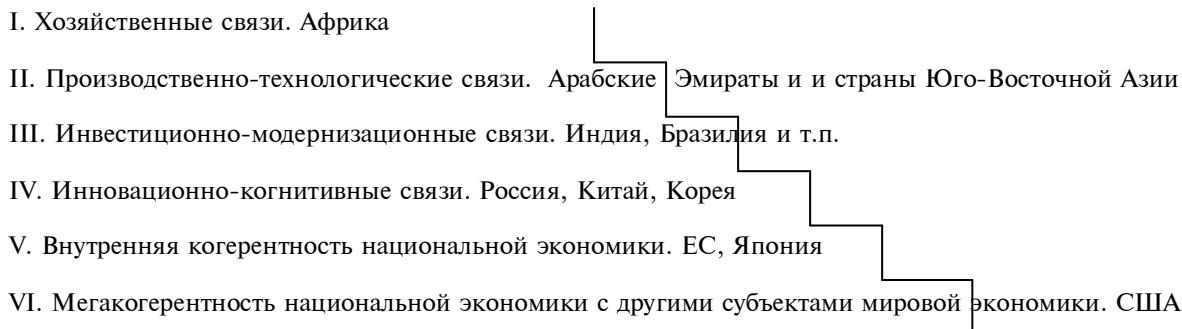 I. Хозяйственные связи. Африка
II. Производственно-технологические связи. Арабские Эмираты и и страны Юго-Восточной Азии
III. Инвестиционно-модернизационные связи. Индия, Бразилия и т.п.
IV. Инновационно-когнитивные связи. Россия, Китай, Корея
V. Внутренняя когерентность национальной экономики. ЕС, Япония
VI. Мегакогерентность национальной экономики с другими субъектами мировой экономики. США